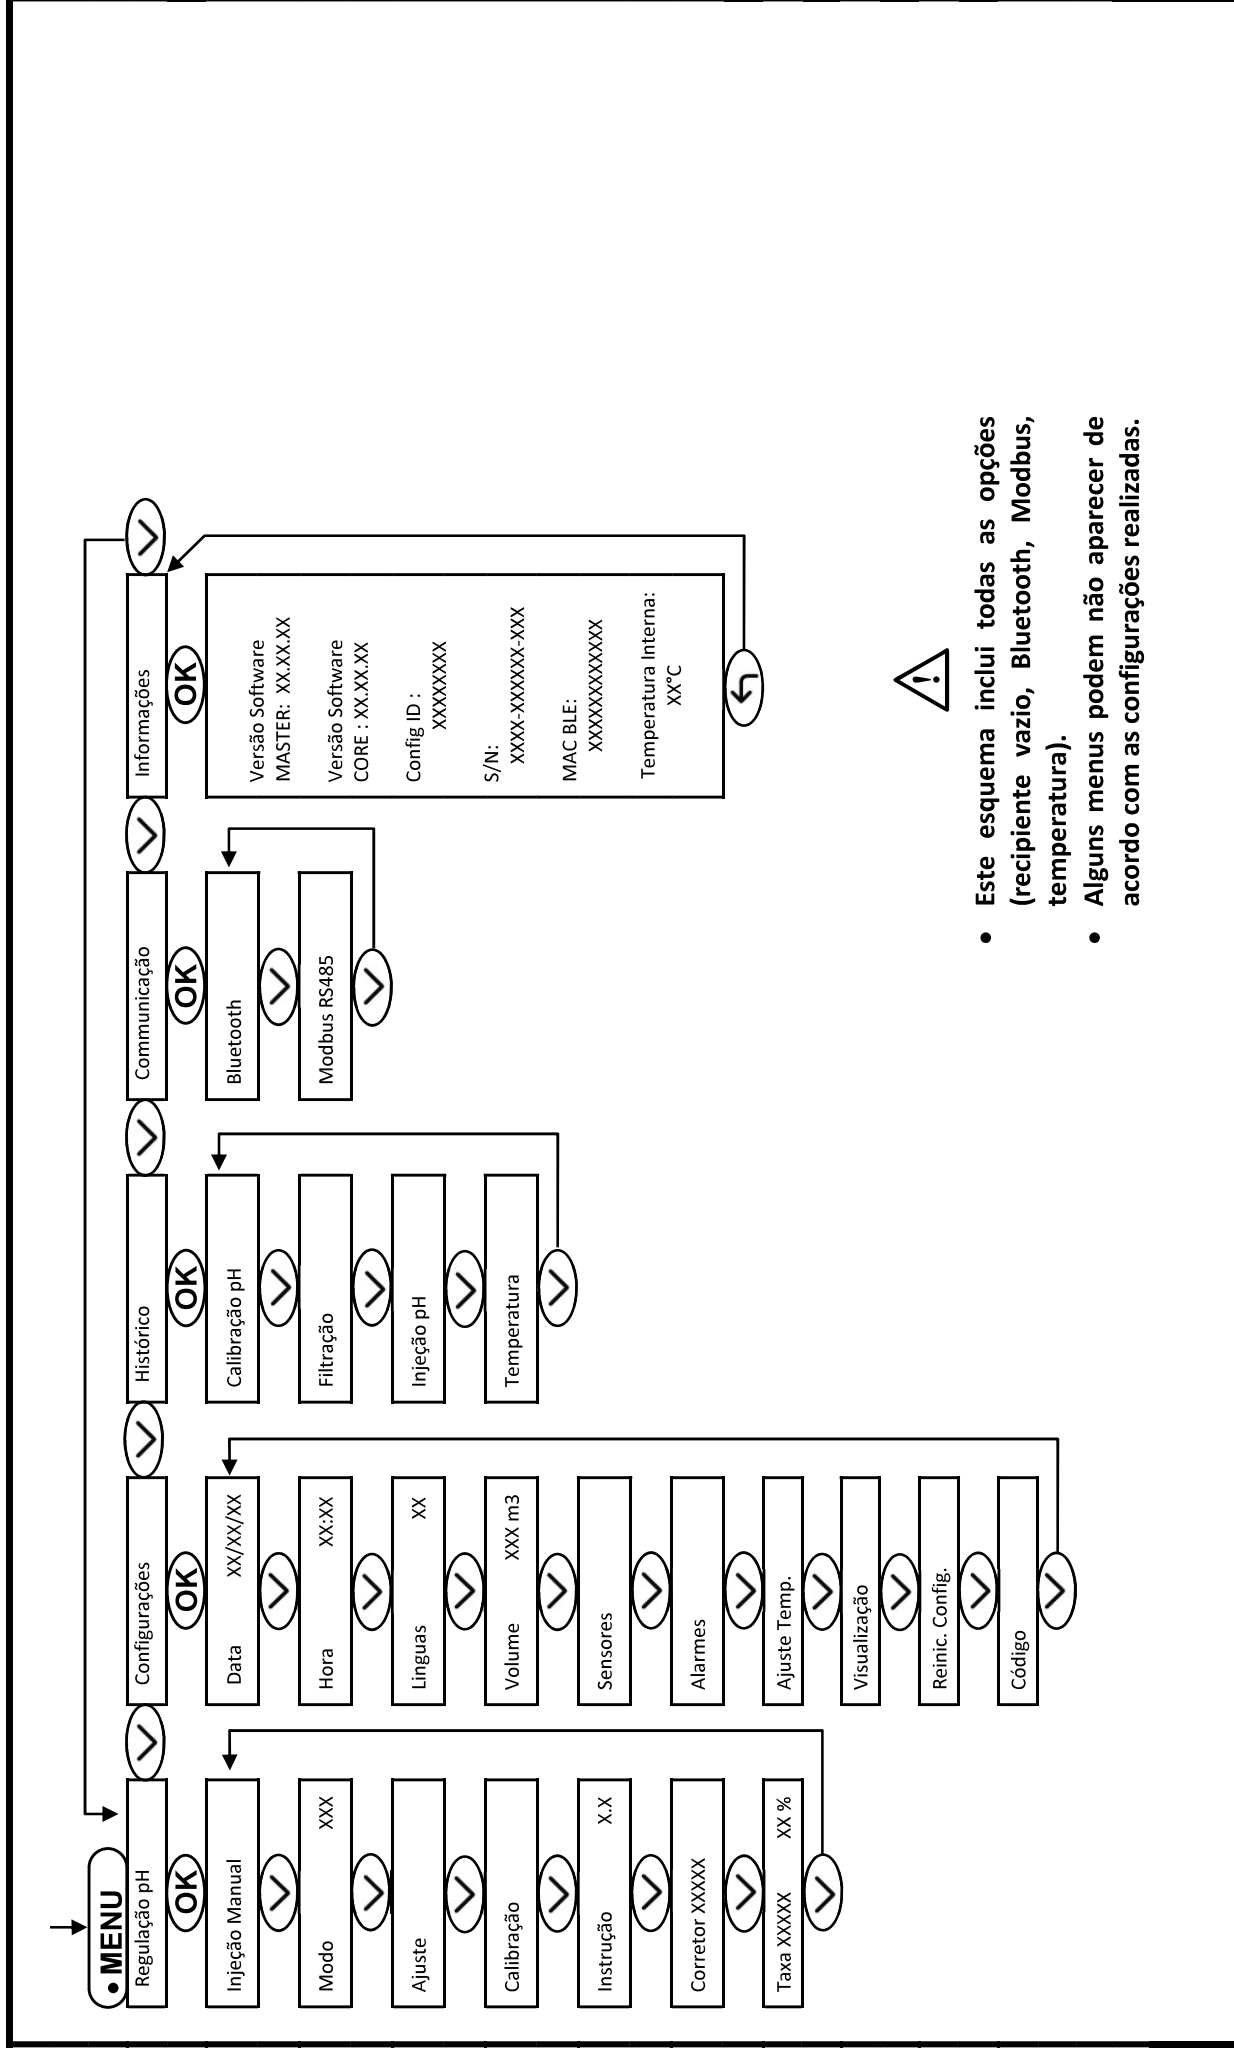 • MENU
Regulação pH
OK
Injeção Manual
Modo XXX
Ajuste
Calibração
Instrução X.X
Corretor XXXXX
Taxa XXXXX XX %
Configurações
OK
Data XX/XX/XX
Hora XX:XX
Linguas XX
Volume XXX m3
Sensores
Alarmes
Ajuste Temp.
Visualização
Reinic. Config.
Código
Histórico
OK
Calibração pH
Filtração
Injeção pH
Temperatura
Communicação
OK
Bluetooth
Modbus RS485
Informações
OK
Versão Software
MASTER: XX.XX.XX
Versão Software
CORE : XX.XX.XX
Config ID :
XXXXXXXXX
S/N:
XXXX-XXXXXX-XXX
MAC BLE:
XXXXXXXXXXXX
Temperatura Interna:
XX°C
• Este esquema inclui todas as opções
(recipiente vazio, Bluetooth, Modbus,
temperatura).
• Alguns menus podem não aparecer de
acordo com as configurações realizadas.